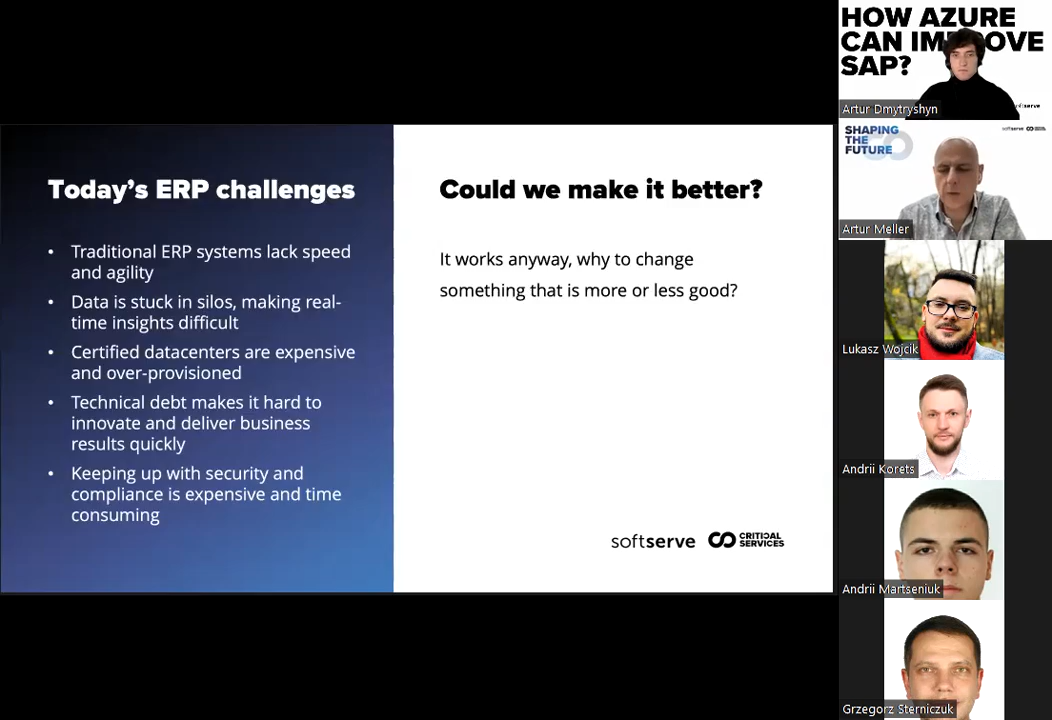 Today's ERP challenges
• Traditional ERP systems lack speed
and agility
• Data is stuck in silos, making real-
time insights difficult
• Certified datacenters are expensive
and over-provisioned
• Technical debt makes it hard to
innovate and deliver business
results quickly
• Keeping up with security and
compliance is expensive and time
consuming
Could we make it better?
It works anyway, why to change
something that is more or less good?
softserve
CRITICAL
SERVICES
HOW AZURE
CAN IM OVE
SAP?
softserve
Artur Dmytryshyn
SHAPING
THE
FUTURE
softserve
Artur Meller
Lukasz Wojcik
Andrii Korets
Andrii Martseniuk
Grzegorz Sterniczuk